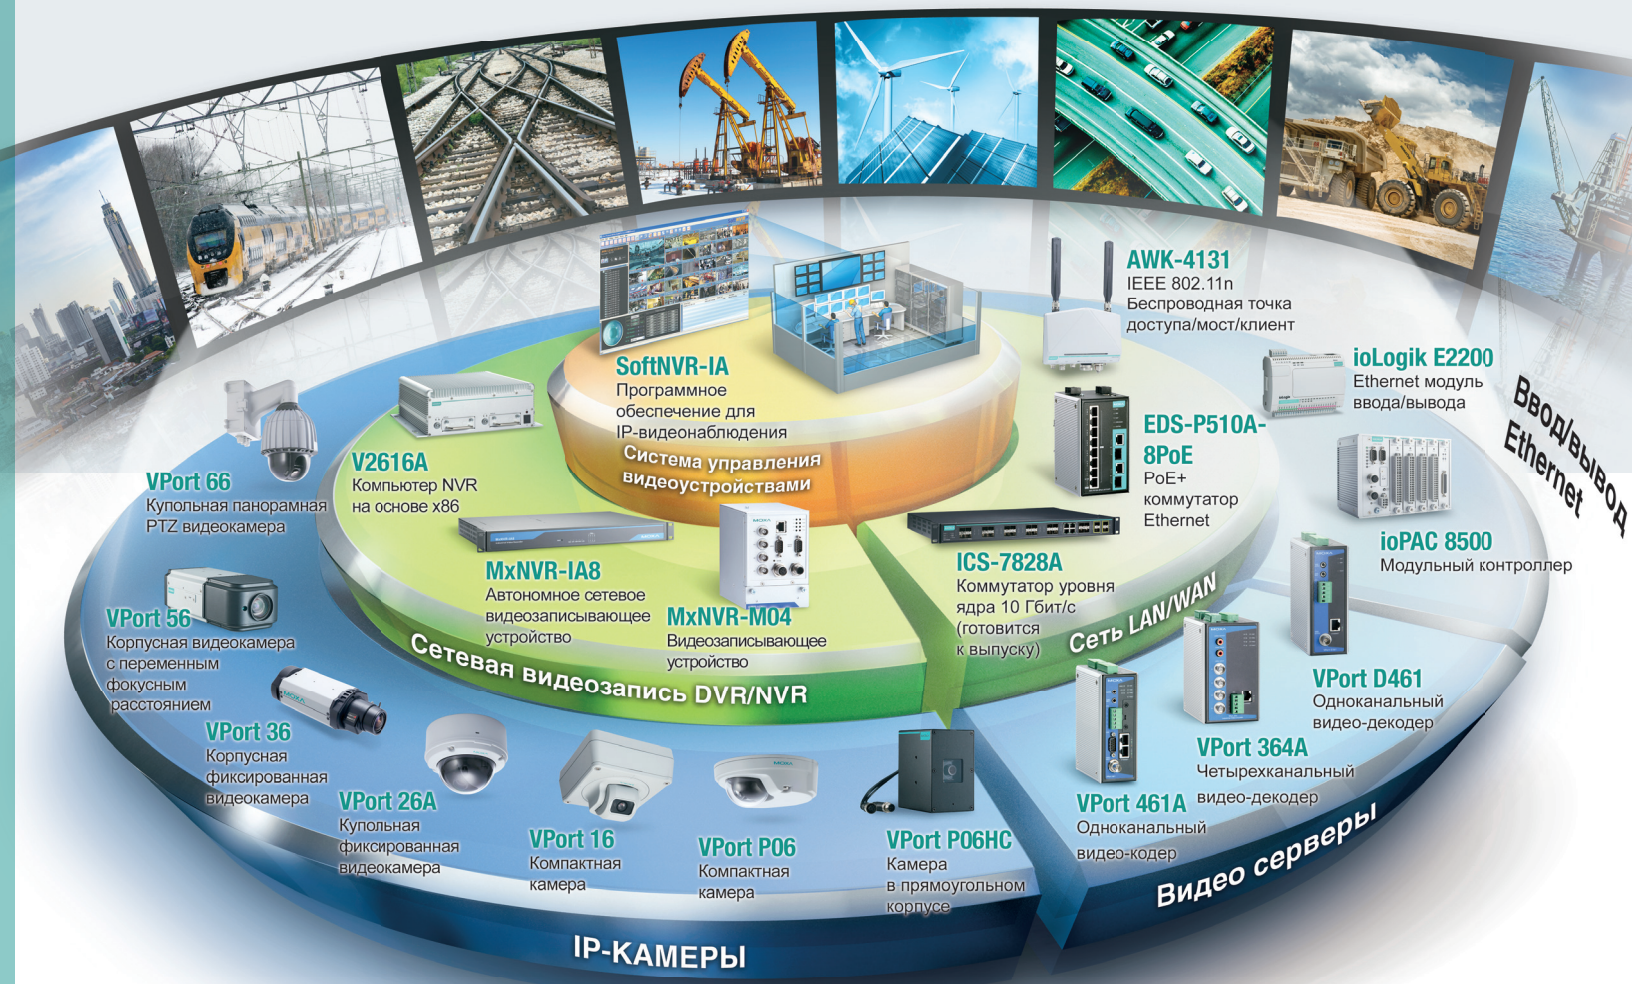 SoftNVR-IA
Программное
обеспечение для
IP-видеонаблюдения
Система управления
видеоустройствами
AWK-4131
IEEE 802.11n
Беспроводная точка
доступа/мост/клиент
ioLogik E2200
Ethernet модуль
ввода/вывода
EDS-P510A-
8PoE
PoE+
коммутатор
Ethernet
Ввод/вывод
Ethernet
ioPAC 8500
Модульный контроллер
ICS-7828A
Коммутатор уровня
ядра 10 Гбит/с
(готовится
к выпуску)
Сеть LAN/WAN
V2616A
Компьютер NVR
на основе x86
MxNVR-IA8
Автономное сетевое
видеозаписывающее
устройство
MOXA
MxNVR-MO4
Видеозаписывающее
устройство
Сетевая видеозапись DVR/NVR
VPort 66
Купольная панорамная
PTZ видеокамера
VPort 56
Корпусная видеокамера
с переменным
фокусным
расстоянием
MOXA
VPort 36
Корпусная
фиксированная
видеокамера
VPort 26A
Купольная
фиксированная
видеокамера
VPort 16
Компактная
камера
MOXA
VPort P06
Компактная
камера
VPort P06HC
Камера
в прямоугольном
корпусе
IP-КАМЕРЫ
VPort D461
Одноканальный
видео-декодер
VPort 364A
Четырехканальный
видео-декодер
VPort 461A
Одноканальный
видео-кодер
Видео серверы